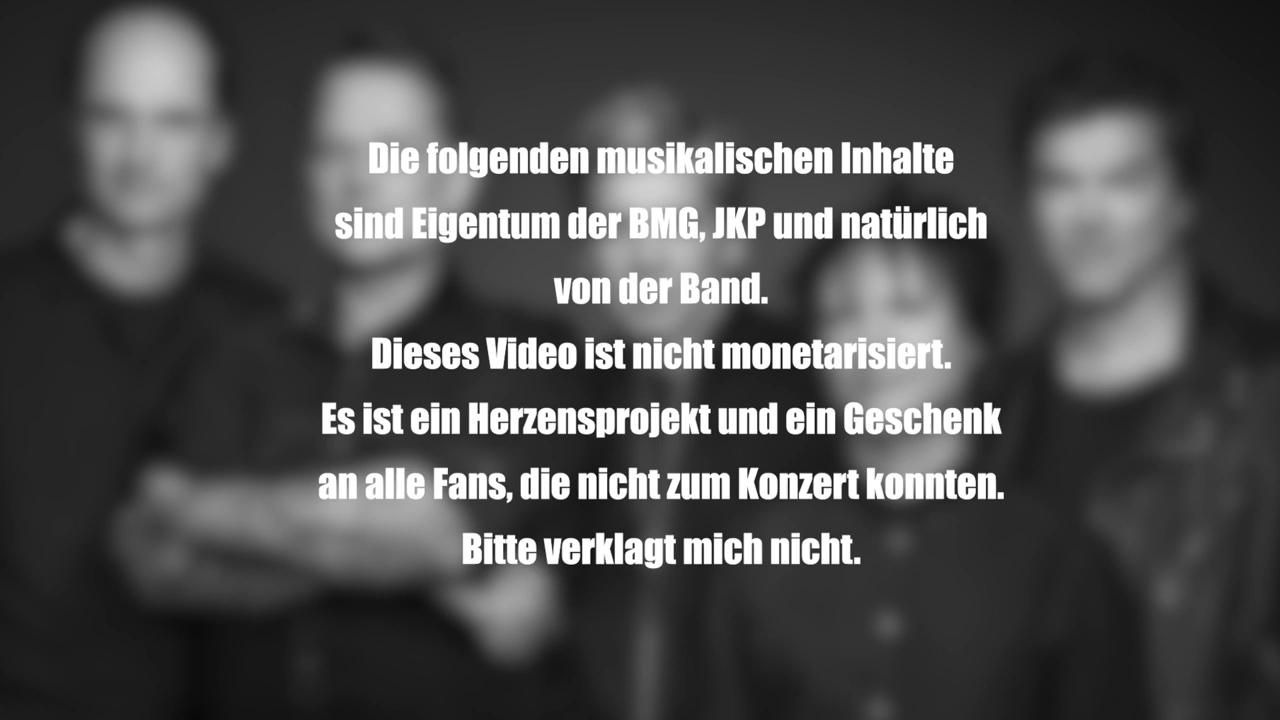 Die folgenden musikalischen Inhalte
sind Eigentum der BMG, JKP und natürlich
von der Band.
Dieses Video ist nicht monetarisiert.
Es ist ein Herzensprojekt und ein Geschenk
an alle Fans, die nicht zum Konzert konnten.
Bitte verklagt mich nicht.